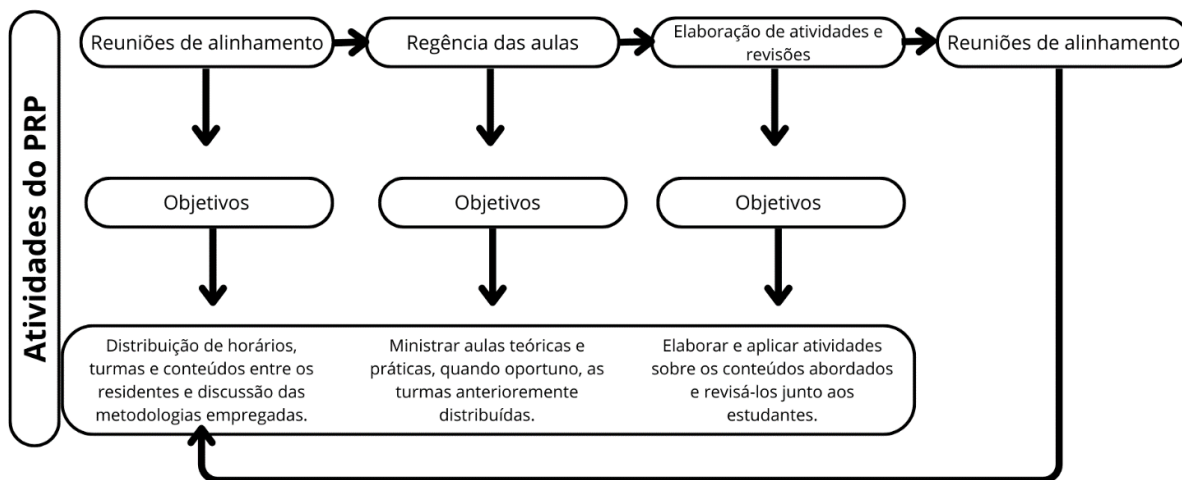 Atividades do PRP
Reuniões de alinhamento
Regência das aulas
Elaboração de atividades e
revisões
Reuniões de alinhamento
Objetivos
Objetivos
Objetivos
Distribuição de horários,
turmas e conteúdos entre os
residentes e discussão das
metodologias empregadas.
Ministrar aulas teóricas e
práticas, quando oportuno, as
turmas anteriormente
distribuídas.
Elaborar e aplicar atividades
sobre os conteúdos abordados
e revisá-los junto aos
estudantes.